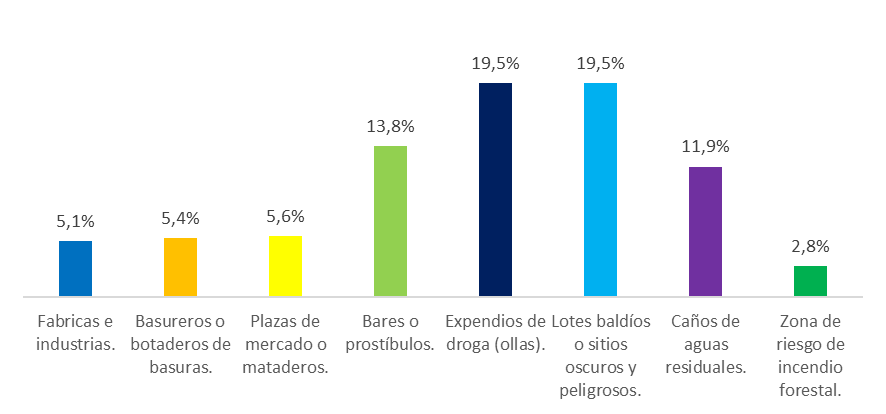 19,5%
19,5%
13,8%
11,9%
5,1%
5,4%
5,6%
2,8%
Fabricas e
industrias.
Basureros o
botaderos de
basuras.
Plazas de
mercado o
mataderos.
Bares o
prostíbulos.
Expendios de
droga (ollas).
Lotes baldíos
o sitios
oscuros y
peligrosos.
Caños de
aguas
residuales.
Zona de
riesgo de
incendio
forestal.